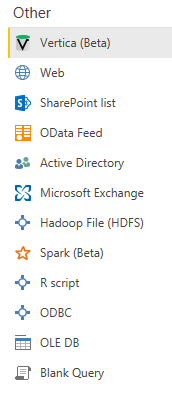 Other
Vertica (Beta)
Web
SharePoint list
OData Feed
Active Directory
Microsoft Exchange
Hadoop File (HDFS)
Spark (Beta)
R script
ODBC
OLE DB
Blank Query